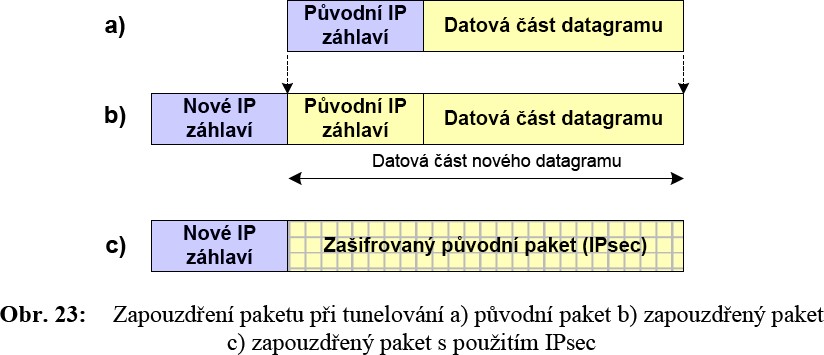 a)
Původní IP
záhlaví
Datová část datagramu
b)
Nové IP
záhlaví
Původní IP
záhlaví
Datová část datagramu
Datová část nového datagramu
c)
Nové IP
záhlaví
Zašifrovaný původní paket (IPsec)
Obr. 23: Zapouzdření paketu při tunelování a) původní paket b) zapouzdřený paket
c) zapouzdřený paket s použitím IPsec